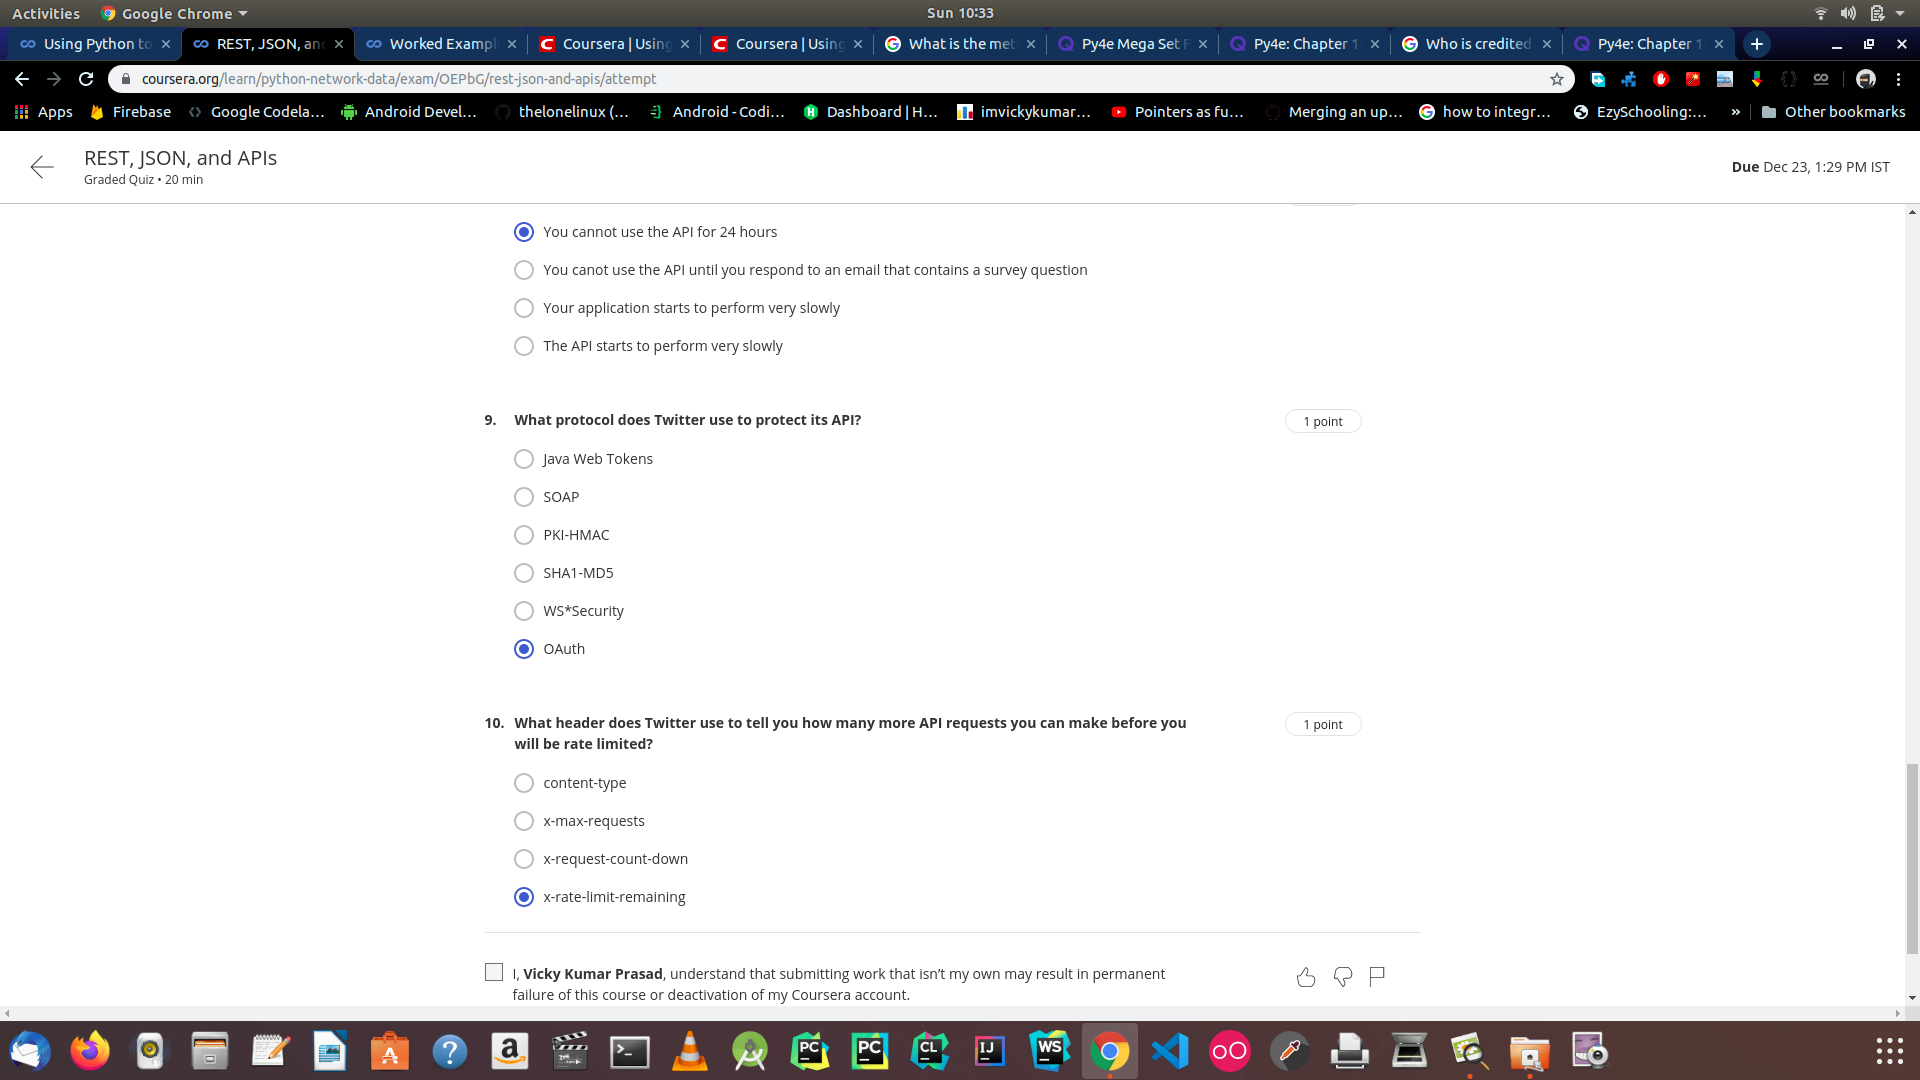 Activities Google Chrome Sun 10:33
Using Python to REST, JSON, an Worked Exampl Coursera | Using Coursera | Using What is the met Py4e Mega Set F Py4e: Chapter 1 Who is credited Py4e: Chapter 1
coursera.org/learn/python-network-data/exam/OEPbG/rest-json-and-apis/attempt
Apps Firebase Google Codela... Android Devel... thelonelinux (... Android - Codi... Dashboard | H... imvickykumar... Pointers as fu... Merging an up... how to integr... EzySchooling:... » Other bookmarks
REST, JSON, and APIs
Graded Quiz • 20 min
Due Dec 23, 1:29 PM IST
You cannot use the API for 24 hours
You canot use the API until you respond to an email that contains a survey question
Your application starts to perform very slowly
The API starts to perform very slowly
9. What protocol does Twitter use to protect its API? 1 point
Java Web Tokens
SOAP
PKI-HMAC
SHA1-MD5
WS*Security
OAuth
10. What header does Twitter use to tell you how many more API requests you can make before you 1 point
will be rate limited?
content-type
x-max-requests
x-request-count-down
x-rate-limit-remaining
I, Vicky Kumar Prasad, understand that submitting work that isn't my own may result in permanent
failure of this course or deactivation of my Coursera account.